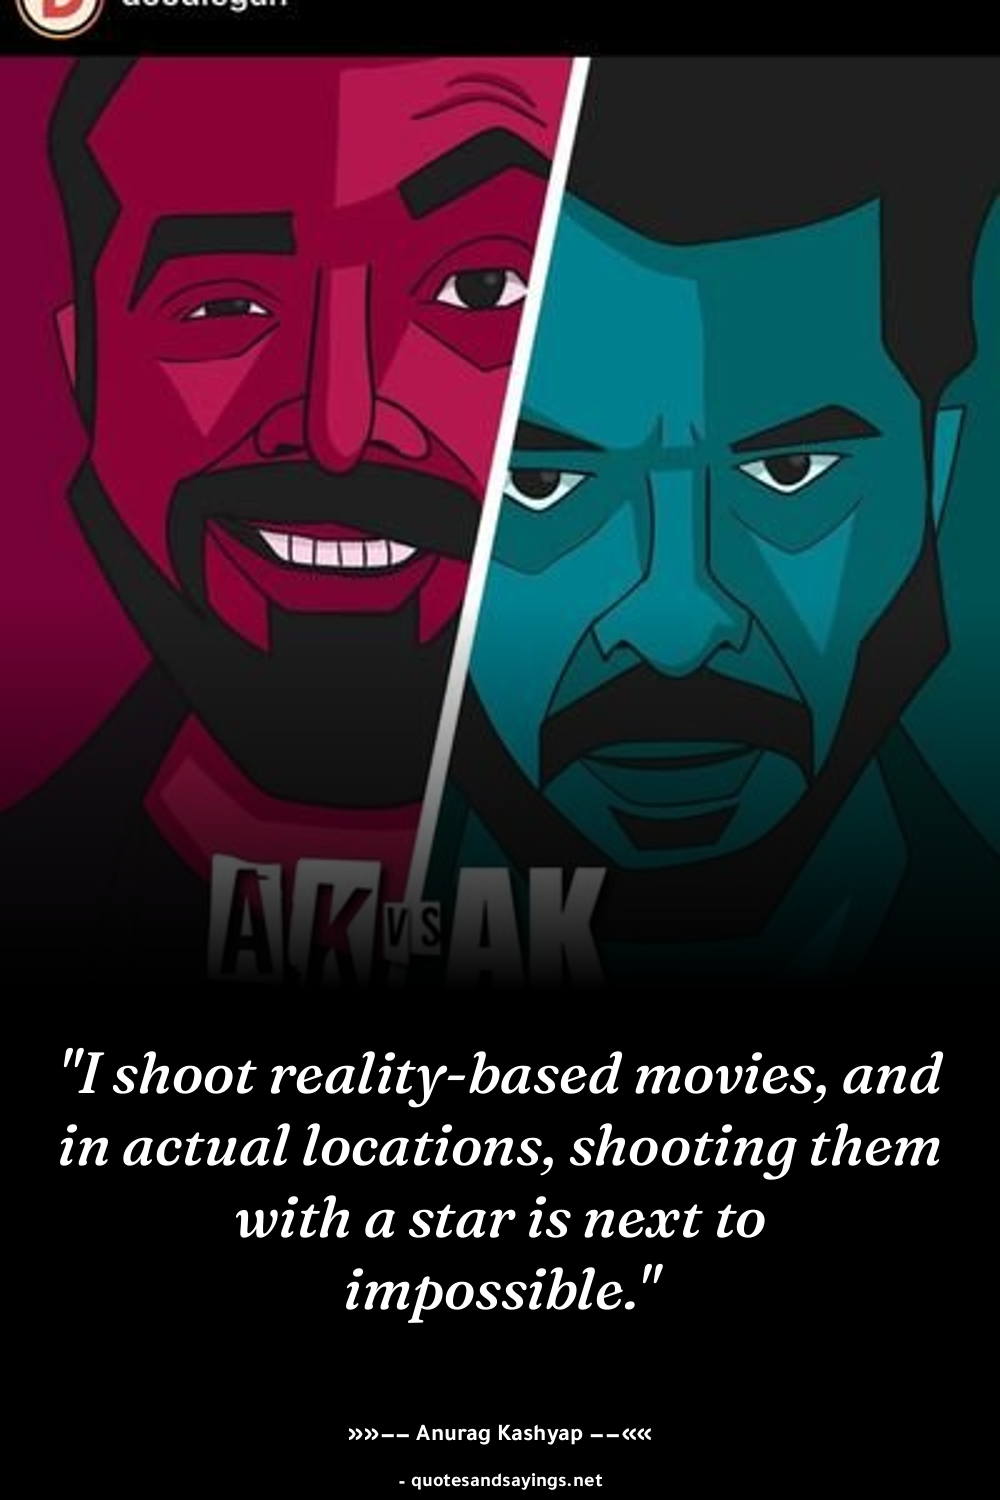 AK vs AK
"I shoot reality-based movies, and
in actual locations, shooting them
with a star is next to
impossible."
»»–– Anurag Kashyap ––««
- quotesandsayings.net